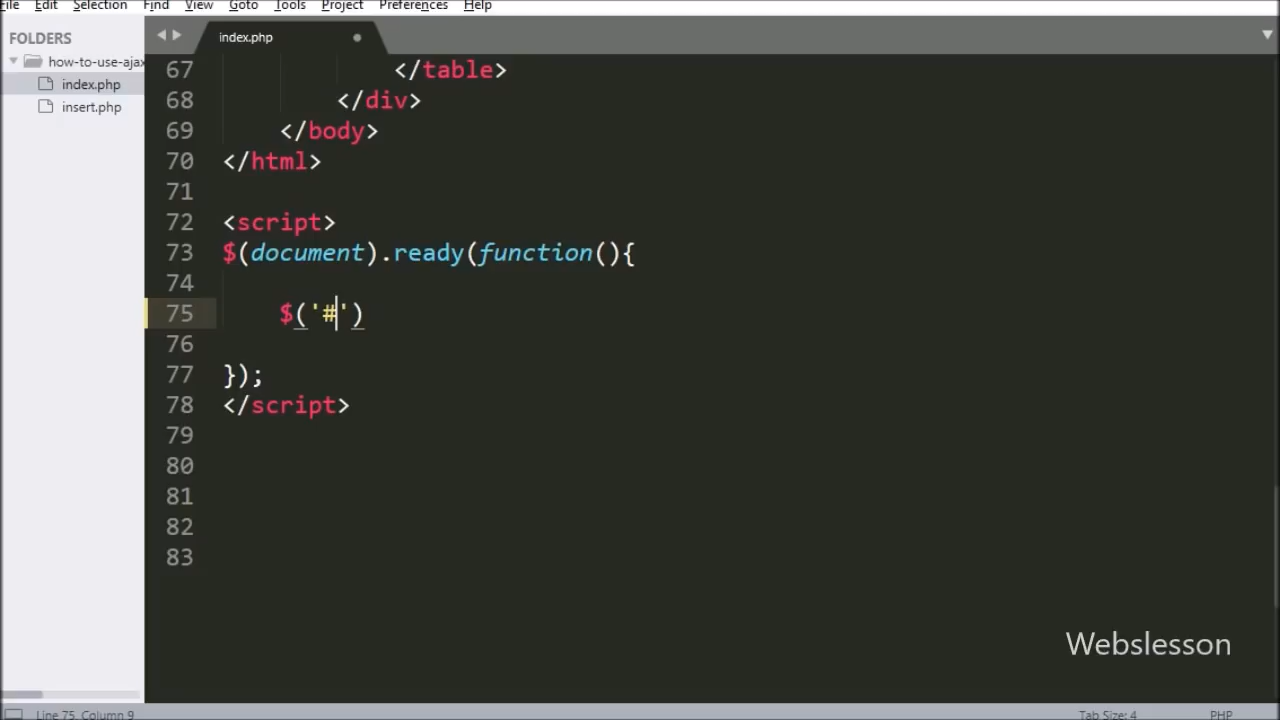 File Edit Selection Find View Goto Tools Project Preferences Help
FOLDERS
how-to-use-ajax
index.php
insert.php
index.php
67 </table>
68 </div>
69 </body>
70 </html>
71
72 <script>
73 $(document).ready(function(){
74
75 $('#')
76
77 });
78 </script>
79
80
81
82
83
Webslesson
Line 75, Column 9 Tab Size: 4 PHP